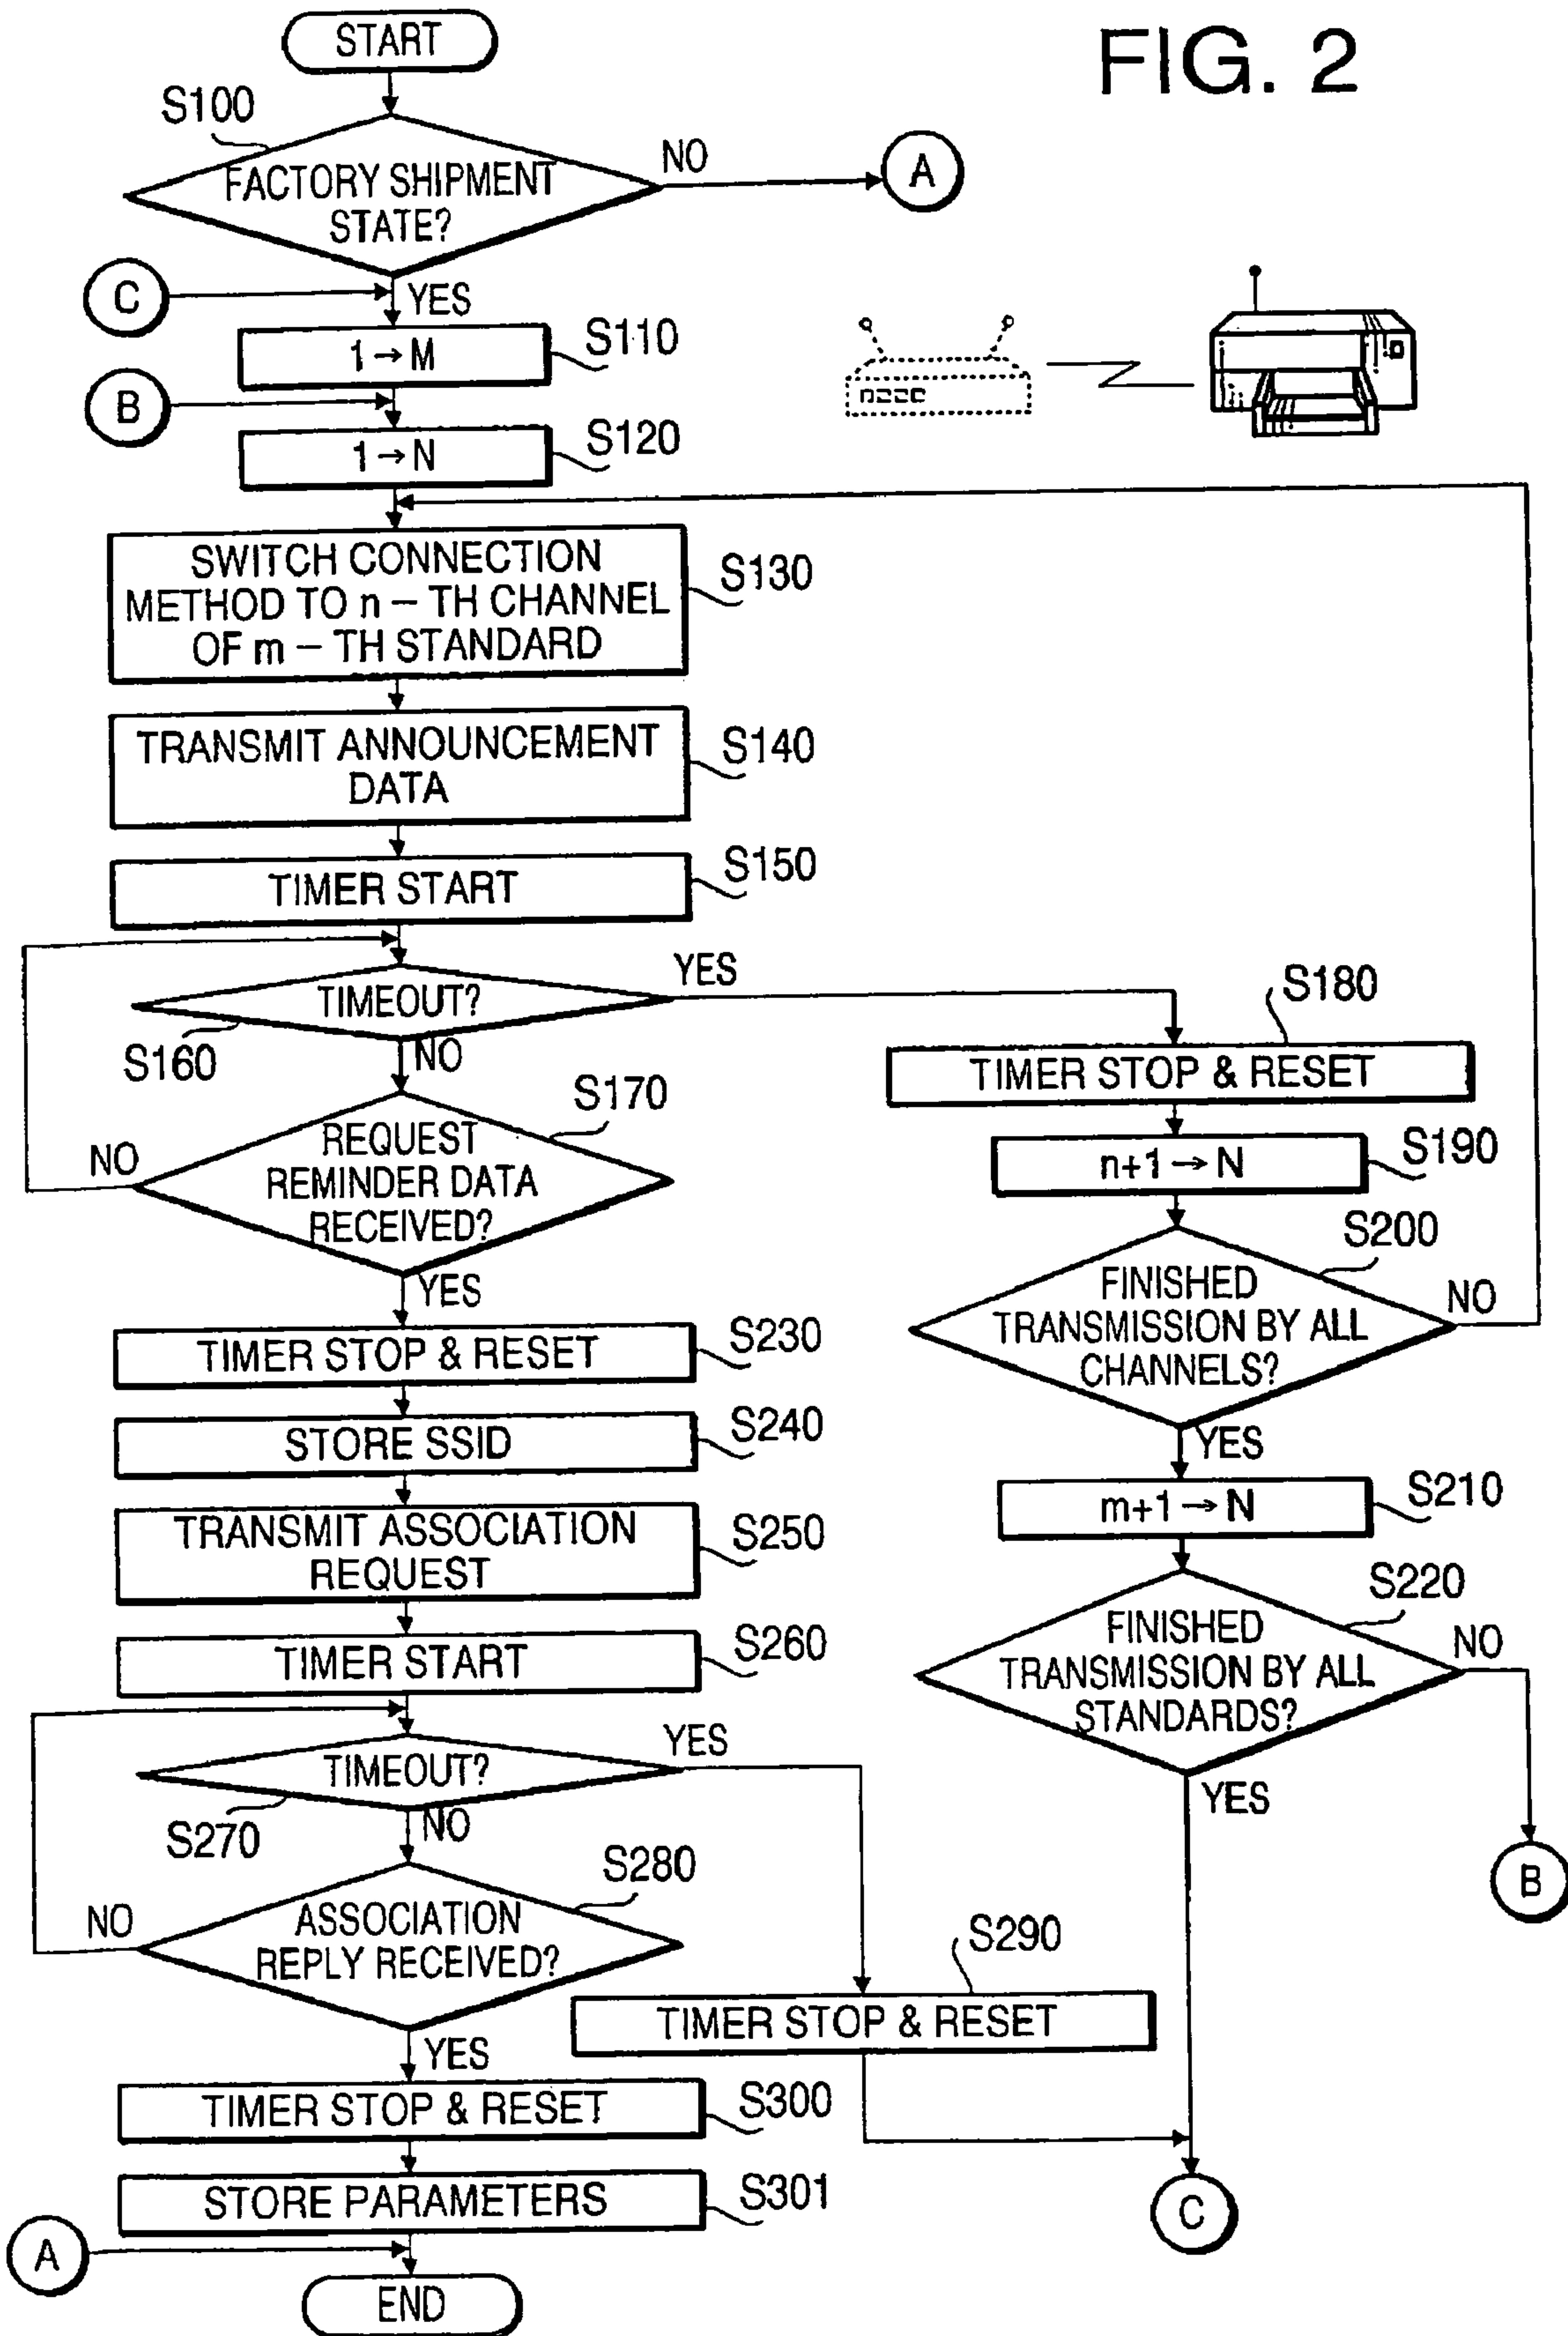 FIG. 2
START
S100
FACTORY SHIPMENT
STATE?
NO
A
C
YES
1→M
S110
B
1→N
S120
SWITCH CONNECTION
METHOD TO n – TH CHANNEL
OF m – TH STANDARD
S130
TRANSMIT ANNOUNCEMENT
DATA
S140
TIMER START
S150
TIMEOUT?
YES
S160
NO
S170
REQUEST
REMINDER DATA
RECEIVED?
NO
YES
S180
TIMER STOP & RESET
n+1→N
S190
S200
FINISHED
TRANSMISSION BY ALL
CHANNELS?
NO
YES
m+1→N
S210
S220
FINISHED
TRANSMISSION BY ALL
STANDARDS?
NO
YES
B
TIMER STOP & RESET
S230
STORE SSID
S240
TRANSMIT ASSOCIATION
REQUEST
S250
TIMER START
S260
TIMEOUT?
YES
S270
NO
S280
ASSOCIATION
REPLY RECEIVED?
NO
YES
S290
TIMER STOP & RESET
TIMER STOP & RESET
S300
STORE PARAMETERS
S301
C
A
END